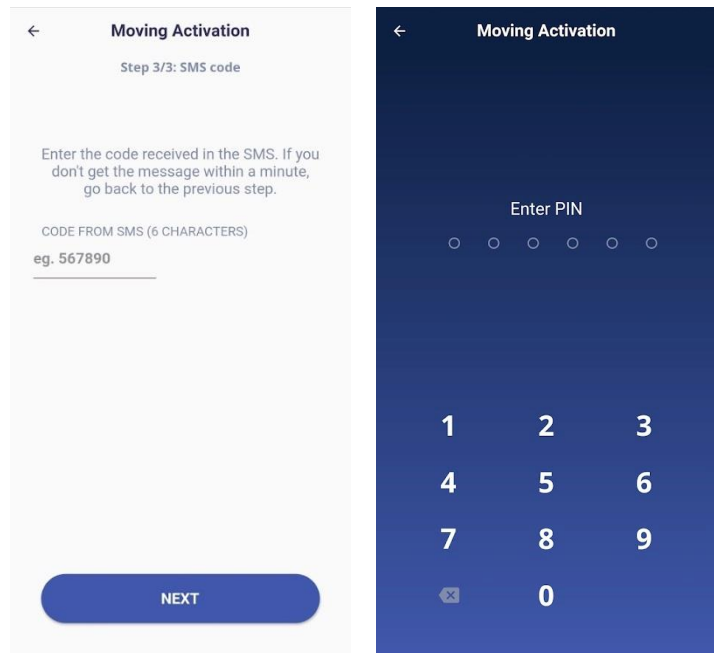 Moving Activation
Step 3/3: SMS code
Enter the code received in the SMS. If you
don't get the message within a minute,
go back to the previous step.
CODE FROM SMS (6 CHARACTERS)
eg. 567890
NEXT
Moving Activation
Enter PIN
1 2 3
4 5 6
7 8 9
0